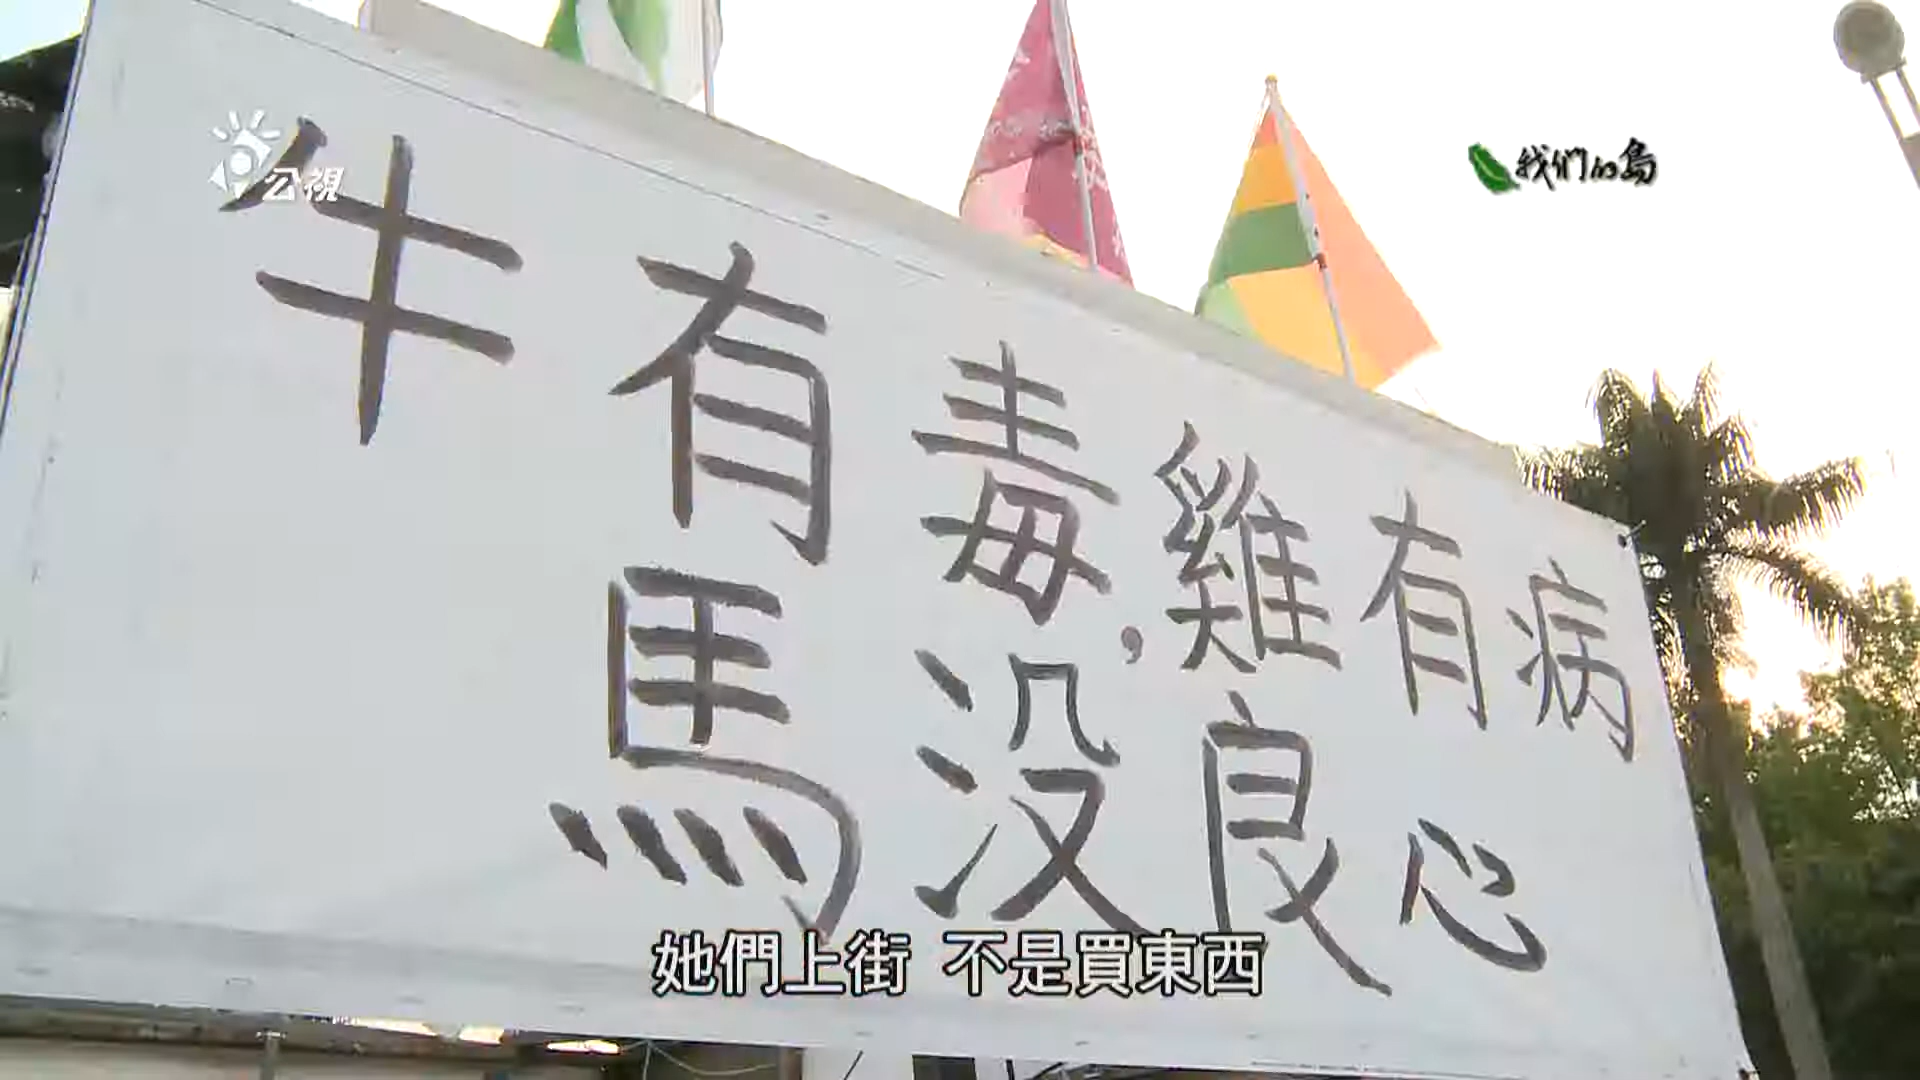 公視
我們的島
牛有毒,雞有病
馬没良心
她們上街 不是買東西